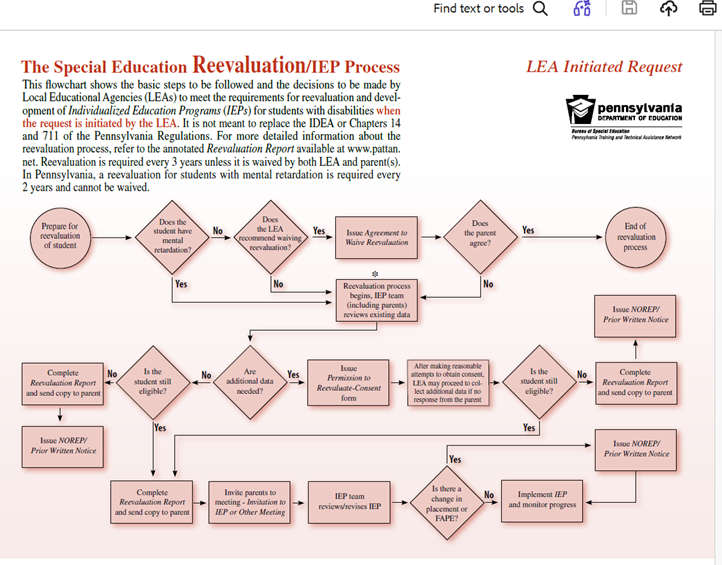 Find text or tools
The Special Education Reevaluation/IEP Process
LEA Initiated Request
This flowchart shows the basic steps to be followed and the decisions to be made by
Local Educational Agencies (LEAs) to meet the requirements for reevaluation and devel-
opment of Individualized Education Programs (IEPs) for students with disabilities when
the request is initiated by the LEA. It is not meant to replace the IDEA or Chapters 14
and 711 of the Pennsylvania Regulations. For more detailed information about the
reevaluation process, refer to the annotated Reevaluation Report available at www.pattan.
net. Reevaluation is required every 3 years unless it is waived by both LEA and parent(s).
In Pennsylvania, a reevaluation for students with mental retardation is required every
2 years and cannot be waived.
pennsylvania
DEPARTMENT OF EDUCATION
Bureau of Special Education
Pennsylvania Training and Technical Assistance Network
Prepare for
reevaluation
of student
Does the
student have
mental
retardation?
No
Yes
Does
the LEA
recommend waiving
reevaluation?
Yes
No
Issue Agreement to
Waive Reevaluation
Does
the parent
agree?
Yes
No
End of
reevaluation
process
*
Reevaluation process
begins, IEP team
(including parents)
reviews existing data
Issue NOREP/
Prior Written Notice
Complete
Reevaluation Report
and send copy to parent
No
Is the
student still
eligible?
Yes
No
Are
additional data
needed?
Yes
Issue
Permission to
Reevaluate-Consent
form
After making reasonable
attempts to obtain consent,
LEA may proceed to col-
lect additional data if no
response from the parent
Is the
student still
eligible?
No
Yes
Complete
Reevaluation Report
and send copy to parent
Issue NOREP/
Prior Written Notice
Complete
Reevaluation Report
and send copy to parent
Invite parents to
meeting - Invitation to
IEP or Other Meeting
IEP team
reviews/revises IEP
Is there a
change in
placement or
FAPE?
Yes
No
Implement IEP
and monitor progress
Issue NOREP/
Prior Written Notice